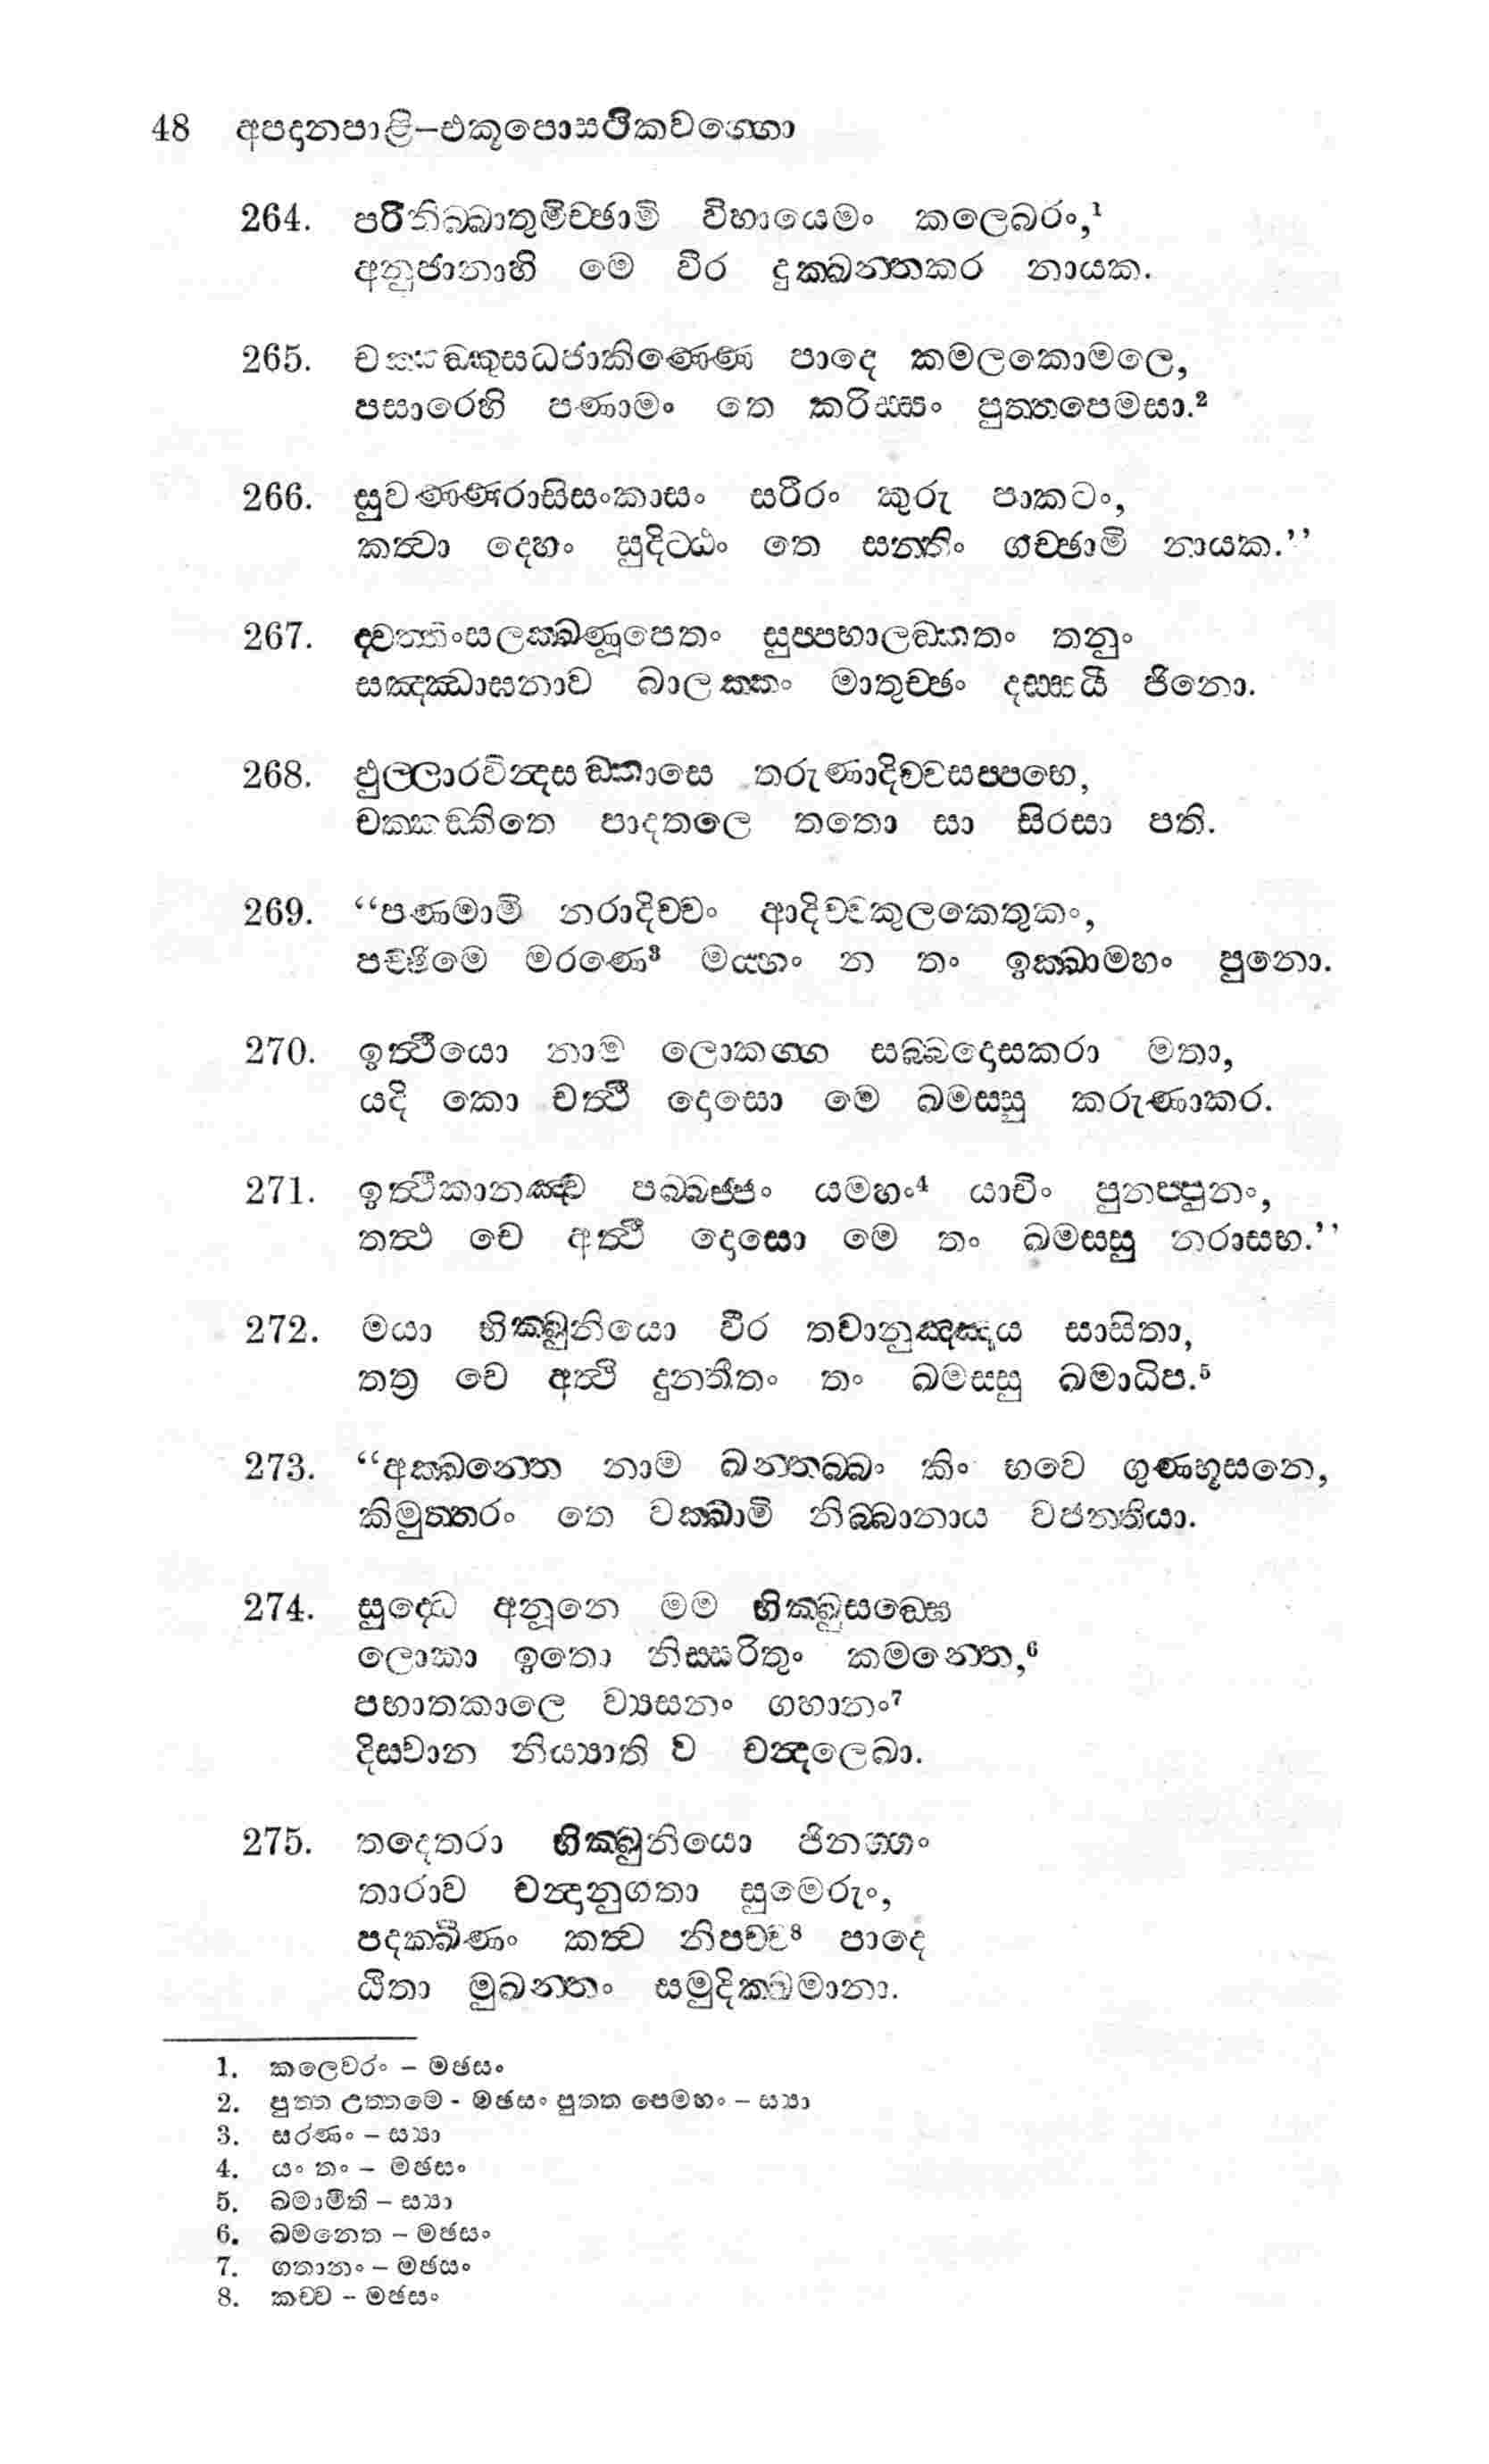 48 අපදානපාළි–එකූපොසථිකවග්ගො
264. පරිනිබ්බාතුමිච්ඡාමි විහායෙමං කලෙබරං,¹
අනුජානාහි මෙ වීර දුක්ඛන්තකර නායක.
265. චක්කඞ්කුසධජාකිණ්ණෙ පාදෙ කමලකොමලෙ,
පසාරෙහි පණාමං තෙ කරිස්සං පුත්තපෙමසා.²
266. සුවණ්ණරාසිසංකාසං සරීරං කුරු පාකටං,
කත්වා දෙහං සුදිට්ඨං තෙ සන්තිං ගච්ඡාමි නායක.’’
267. ද්වත්තිංසලක්ඛණූපෙතං සුප්පභාලඞ්කතං තනුං
සඤ්ඣාඝනාව බාලක්කං මාතුච්ඡං දස්සයී ජිනො.
268. ඵුල්ලාරවින්දසඞ්කාසෙ තරුණාදිච්චසප්පභෙ,
චක්කඞ්කිතෙ පාදතලෙ තතො සා සිරසා පති.
269. ‘‘පණමාමි නරාදිච්චං ආදිච්චකුලකෙතුකං,
පච්ඡිමෙ මරණෙ³ මය්හං න තං ඉක්ඛාමහං පුනො.
270. ඉත්ථියො නාම ලොකග්ග සබ්බදොසකරා මතා,
යදි කො චත්ථි දොසො මෙ ඛමස්සු කරුණාකර.
271. ඉත්ථිකානඤ්ච පබ්බජ්ජං යමහං⁴ යාචිං පුනප්පුනං,
තත්ථ චෙ අත්ථි දොසො මෙ තං ඛමස්සු නරාසභ.’’
272. මයා භික්ඛුනියො වීර තවානුඤ්ඤාය සාසිතා,
තත්‍ර චෙ අත්ථි දුන්නීතං තං ඛමස්සු ඛමාධිප.⁵
273. ‘‘අක්ඛන්තෙ නාම ඛන්තබ්බං කිං භවෙ ගුණභූසනෙ,
කිමුත්තරං තෙ වක්ඛාමි නිබ්බානාය වජන්තියා.
274. සුද්ධෙ අනූනෙ මම භික්ඛුසඞ්ඝෙ
ලොකා ඉතො නිස්සරිතුං කමන්තෙ,⁶
පභාතකාලෙ ව්‍යසනං ගහානං⁷
දිස්වාන නිය්‍යාති ව චන්දලෙඛා.
275. තදෙතරා භික්ඛුනියො ජිනග්ගං
තාරාව චන්දානුගතා සුමෙරුං,
පදක්ඛිණං කත්ව නිපච්ච⁸ පාදෙ
ඨිතා මුඛන්තං සමුදික්ඛමානා.
1. කලෙවරං – මඡසං
2. පුත්ත උත්තමෙ - මඡසං පුත්ත පෙමහං – ස්‍යා
3. සරණං – ස්‍යා
4. යං තං – මඡසං
5. ඛමාමීති – ස්‍යා
6. ඛමන්තෙ – මඡසං
7. ගතානං – මඡසං
8. කච්ච – මඡසං